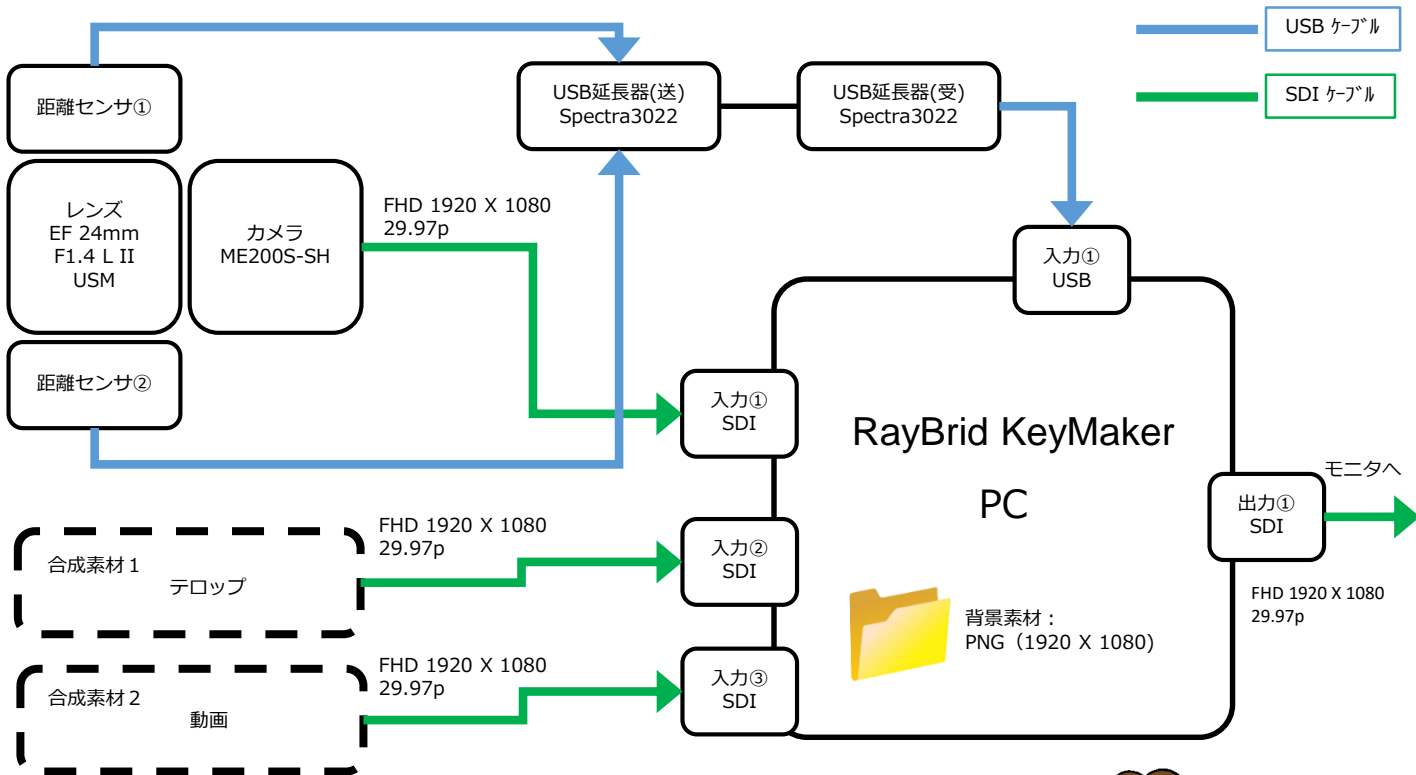 USB ｹｰﾌﾞﾙ
SDI ｹｰﾌﾞﾙ
距離センサ①
USB延長器(送)
Spectra3022
USB延長器(受)
Spectra3022
レンズ
EF 24mm
F1.4 L II
USM
カメラ
ME200S-SH
FHD 1920 X 1080
29.97p
入力①
USB
距離センサ②
入力①
SDI
RayBrid KeyMaker
PC
モニタへ
出力①
SDI
FHD 1920 X 1080
29.97p
合成素材１
テロップ
FHD 1920 X 1080
29.97p
入力②
SDI
背景素材：
PNG（1920 X 1080）
合成素材２
動画
FHD 1920 X 1080
29.97p
入力③
SDI